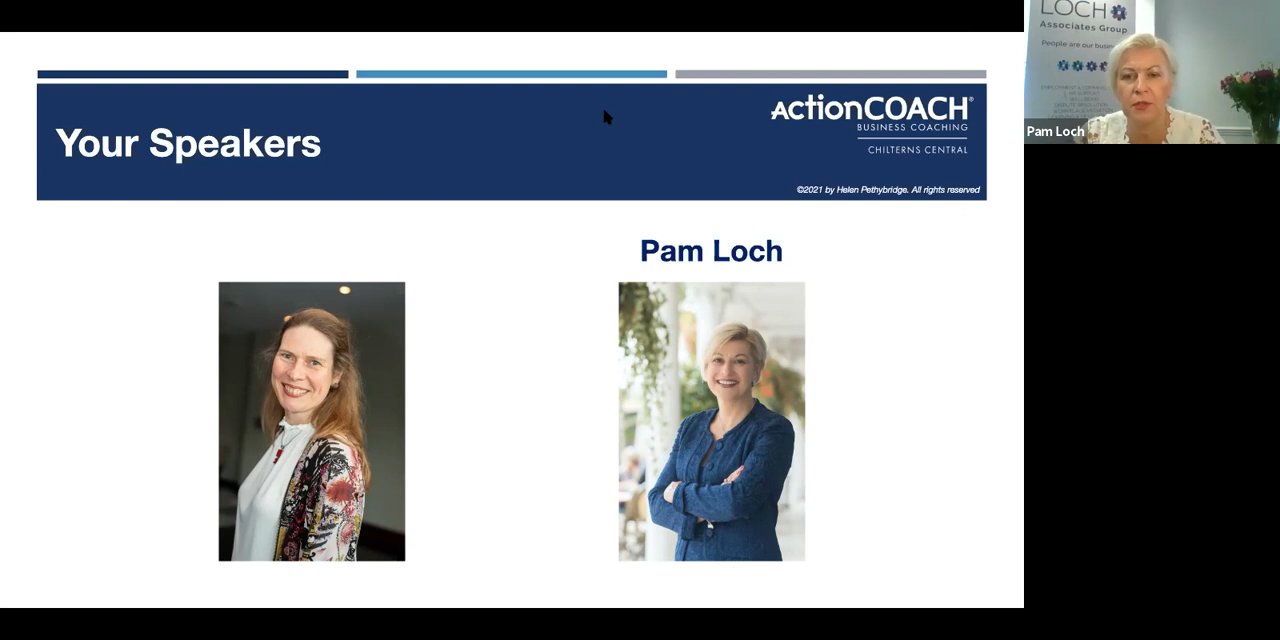 Your Speakers
ActionCOACH®
BUSINESS COACHING
CHILTERNS CENTRAL
©2021 by Helen Pethybridge. All rights reserved
Pam Loch
LOCH
Associates Group
People are our busin
Pam Loch